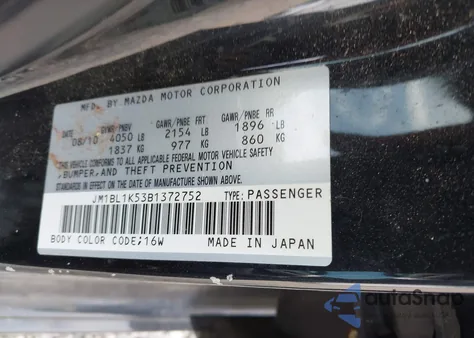 MFD. BY MAZDA MOTOR CORPORATION
DATE GVWR/PNBV GAWR/PNBE FRT GAWR/PNBE RR
08/10 4050 LB 2154 LB 1896 LB
1837 KG 977 KG 860 KG
CONFORMS TO ALL APPLICABLE FEDERAL MOTOR VEHICLE SAFETY
BUMPER, AND THEFT PREVENTION
STANDARDS IN EFFECT ON THE DATE OF MANUFACTURE SHOWN ABOVE.
JM1BL1K53B1372752 TYPE: PASSENGER
BODY COLOR CODE;16W MADE IN JAPAN
autoSnap